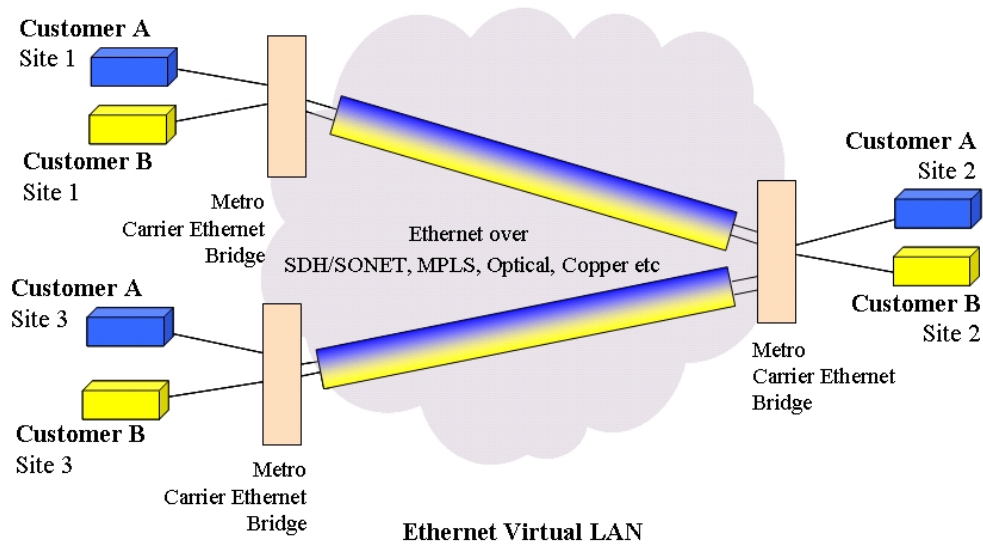 Customer A
Site 1
Customer B
Site 1
Metro
Carrier Ethernet
Bridge
Customer A
Site 2
Customer B
Site 2
Ethernet over
SDH/SONET, MPLS, Optical, Copper etc
Customer A
Site 3
Customer B
Site 3
Metro
Carrier Ethernet
Bridge
Metro
Carrier Ethernet
Bridge
Ethernet Virtual LAN